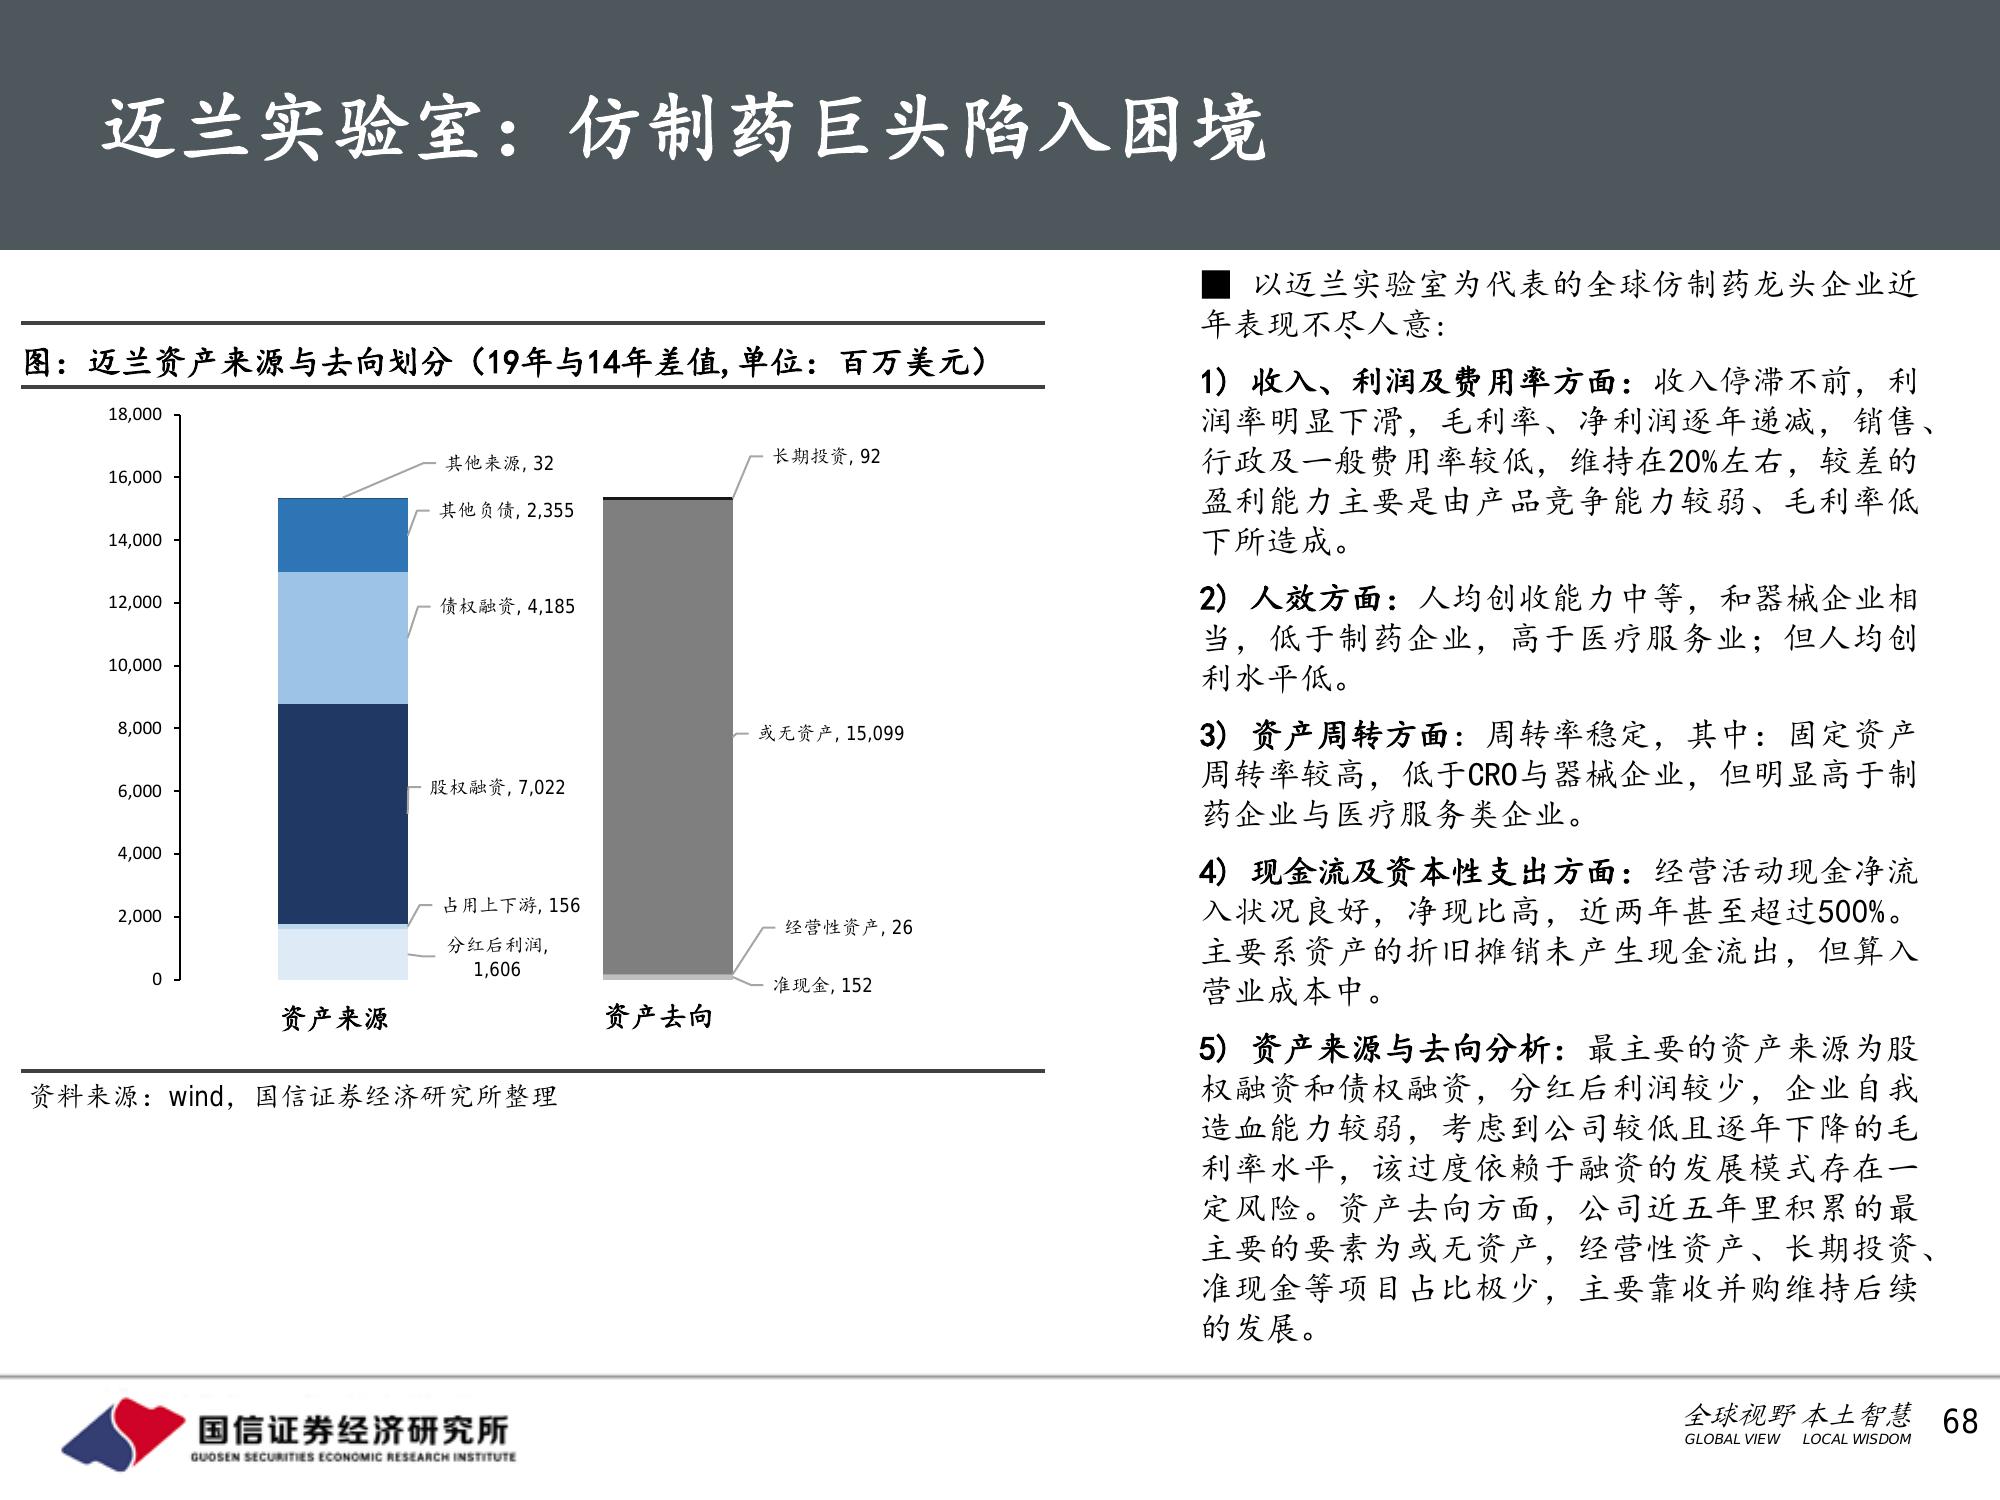 迈兰实验室：仿制药巨头陷入困境
图：迈兰资产来源与去向划分（19年与14年差值,单位：百万美元）
18,000
16,000
14,000
12,000
10,000
8,000
6,000
4,000
2,000
0
其他来源, 32
其他负债, 2,355
债权融资, 4,185
股权融资, 7,022
占用上下游, 156
分红后利润,
1,606
长期投资, 92
或无资产, 15,099
经营性资产, 26
准现金, 152
资产来源
资产去向
资料来源：wind，国信证券经济研究所整理
■ 以迈兰实验室为代表的全球仿制药龙头企业近
年表现不尽人意：
1) 收入、利润及费用率方面：收入停滞不前，利
润率明显下滑，毛利率、净利润逐年递减，销售、
行政及一般费用率较低，维持在20%左右，较差的
盈利能力主要是由产品竞争能力较弱、毛利率低
下所造成。
2) 人效方面：人均创收能力中等，和器械企业相
当，低于制药企业，高于医疗服务业；但人均创
利水平低。
3) 资产周转方面：周转率稳定，其中：固定资产
周转率较高，低于CRO与器械企业，但明显高于制
药企业与医疗服务类企业。
4) 现金流及资本性支出方面：经营活动现金净流
入状况良好，净现比高，近两年甚至超过500%。
主要系资产的折旧摊销未产生现金流出，但算入
营业成本中。
5) 资产来源与去向分析：最主要的资产来源为股
权融资和债权融资，分红后利润较少，企业自我
造血能力较弱，考虑到公司较低且逐年下降的毛
利率水平，该过度依赖于融资的发展模式存在一
定风险。资产去向方面，公司近五年里积累的最
主要的要素为或无资产，经营性资产、长期投资、
准现金等项目占比极少，主要靠收并购维持后续
的发展。
国信证券经济研究所
GUOSEN SECURITIES ECONOMIC RESEARCH INSTITUTE
全球视野 本土智慧
GLOBAL VIEW LOCAL WISDOM
68